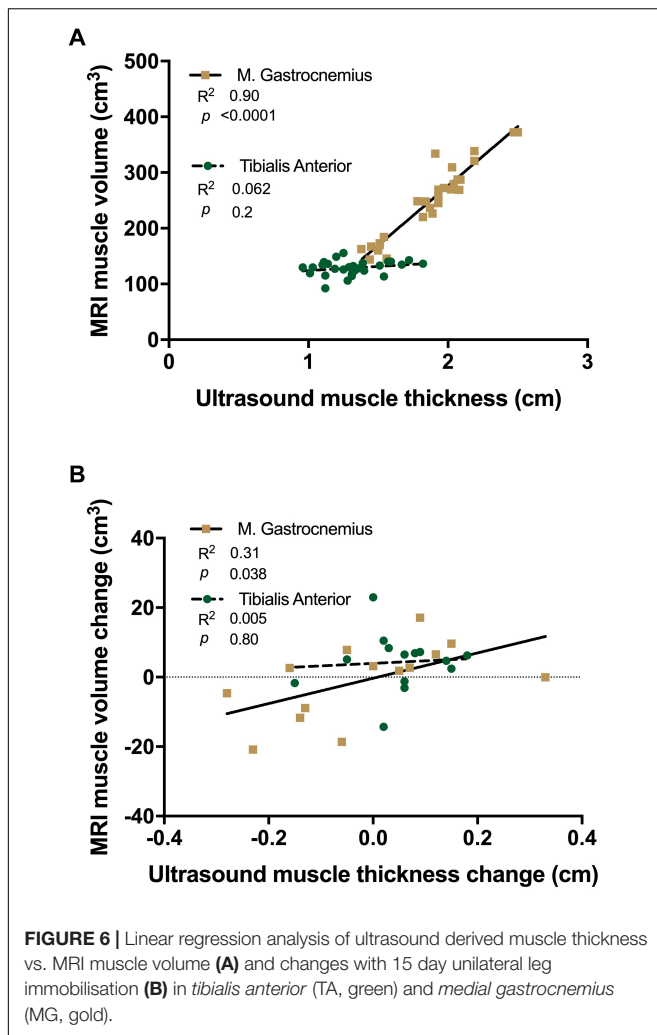 A
MRI muscle volume (cm³)
500
400
300
200
100
0
M. Gastrocnemius
R² 0.90
p <0.0001
Tibialis Anterior
R² 0.062
p 0.2
0 1 2 3
Ultrasound muscle thickness (cm)
B
MRI muscle volume change (cm³)
40
20
0
-20
-40
M. Gastrocnemius
R² 0.31
p 0.038
Tibialis Anterior
R² 0.005
p 0.80
-0.4 -0.2 0.0 0.2 0.4
Ultrasound muscle thickness change (cm)
FIGURE 6 | Linear regression analysis of ultrasound derived muscle thickness
vs. MRI muscle volume (A) and changes with 15 day unilateral leg
immobilisation (B) in tibialis anterior (TA, green) and medial gastrocnemius
(MG, gold).